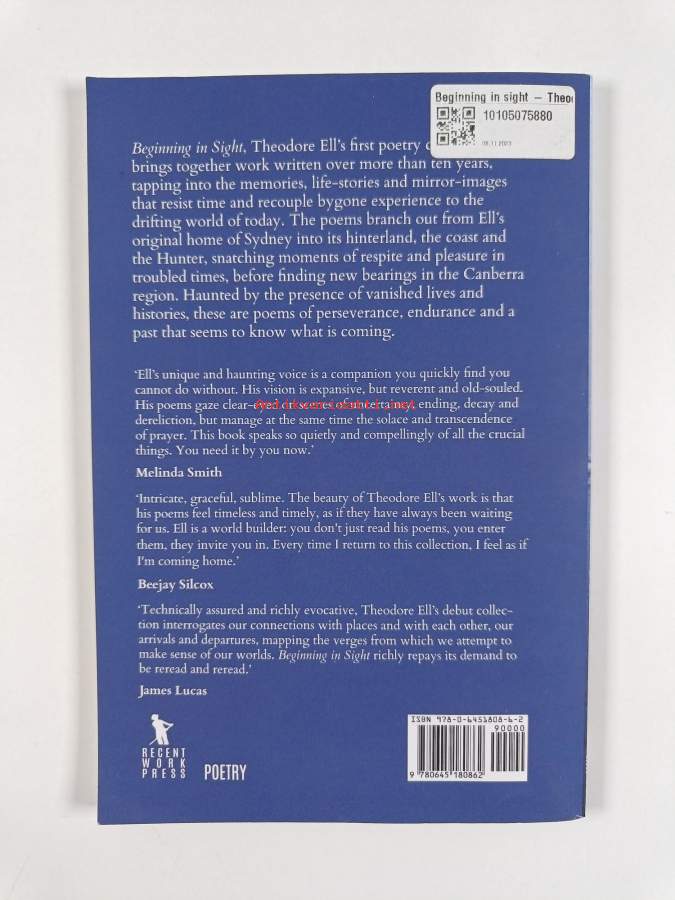 Beginning in sight – Theo
10105075880
08.11.2023
Beginning in Sight, Theodore Ell's first poetry
brings together work written over more than ten years,
tapping into the memories, life-stories and mirror-images
that resist time and recouple bygone experience to the
drifting world of today. The poems branch out from Ell's
original home of Sydney into its hinterland, the coast and
the Hunter, snatching moments of respite and pleasure in
troubled times, before finding new bearings in the Canberra
region. Haunted by the presence of vanished lives and
histories, these are poems of perseverance, endurance and a
past that seems to know what is coming.
'Ell's unique and haunting voice is a companion you quickly find you
cannot do without. His vision is expansive, but reverent and old-souled.
His poems gaze clear-eyed on scenes of uncertainty, ending, decay and
dereliction, but manage at the same time the solace and transcendence
of prayer. This book speaks so quietly and compellingly of all the crucial
things. You need it by you now.'
Melinda Smith
'Intricate, graceful, sublime. The beauty of Theodore Ell's work is that
his poems feel timeless and timely, as if they have always been waiting
for us. Ell is a world builder: you don't just read his poems, you enter
them, they invite you in. Every time I return to this collection, I feel as if
I'm coming home.'
Beejay Silcox
'Technically assured and richly evocative, Theodore Ell's debut collec-
tion interrogates our connections with places and with each other, our
arrivals and departures, mapping the verges from which we attempt to
make sense of our worlds. Beginning in Sight richly repays its demand to
be reread and reread.'
James Lucas
RECENT
WORK
PRESS
POETRY
ISBN 978-0-6451808-6-2
90000
9 780645 180862